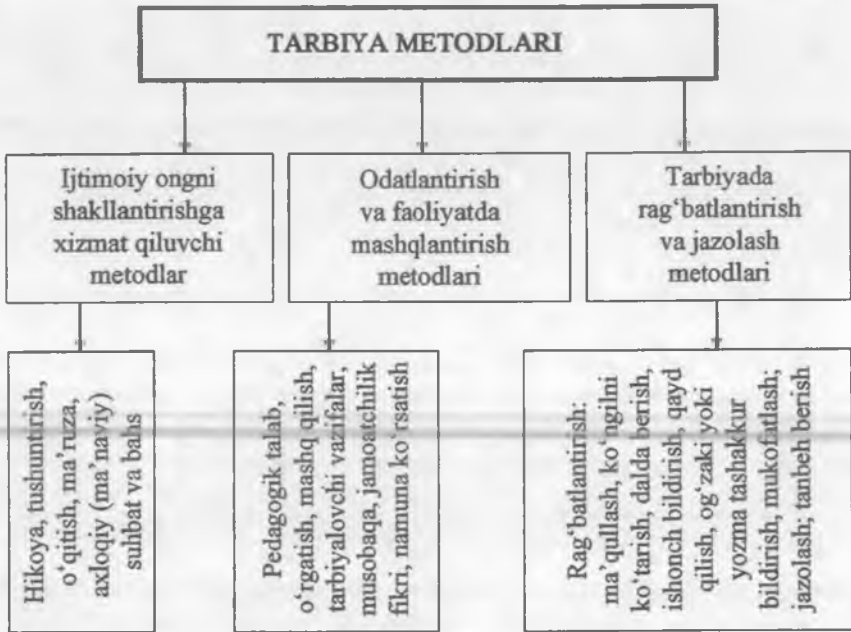 TARBIYA METODLARI
Ijtimoiy ongni
shakllantirishga
xizmat qiluvchi
metodlar
Odatlantirish
va faoliyatda
mashqlantirish
metodlari
Tarbiyada
rag‘batlantirish
va jazolash
metodlari
Hikoya, tushuntirish,
o‘qitish, ma’ruza,
axloqiy (ma’naviy)
suhbat va bahs
Pedagogik talab,
o‘rgatish, mashq qilish,
tarbiyalovchi vazifalar,
musobaqa, jamoatchilik
fikri, namuna ko‘rsatish
Rag‘batlantirish:
ma’qullash, ko‘ngilni
ko‘tarish, dalda berish,
ishonch bildirish, qayd
qilish, og‘zaki yoki
yozma tashakkur
bildirish, mukofatlash;
jazolash; tanbeh berish